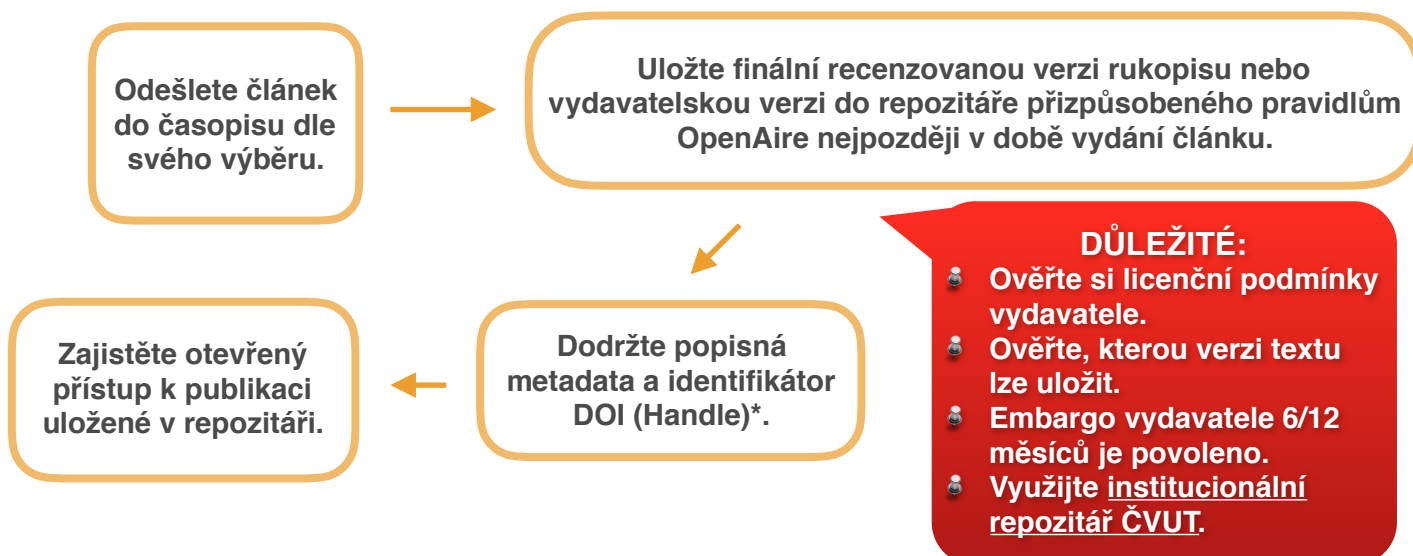 Odešlete článek
do časopisu dle
svého výběru.
Uložte finální recenzovanou verzi rukopisu nebo
vydavatelskou verzi do repozitáře přizpůsobeného pravidlům
OpenAire nejpozději v době vydání článku.
DŮLEŽITÉ:
Ověřte si licenční podmínky
vydavatele.
Ověřte, kterou verzi textu
lze uložit.
Embargo vydavatele 6/12
měsíců je povoleno.
Využijte institucionální
repozitář ČVUT.
Dodržte popisná
metadata a identifikátor
DOI (Handle)*.
Zajistěte otevřený
přístup k publikaci
uložené v repozitáři.